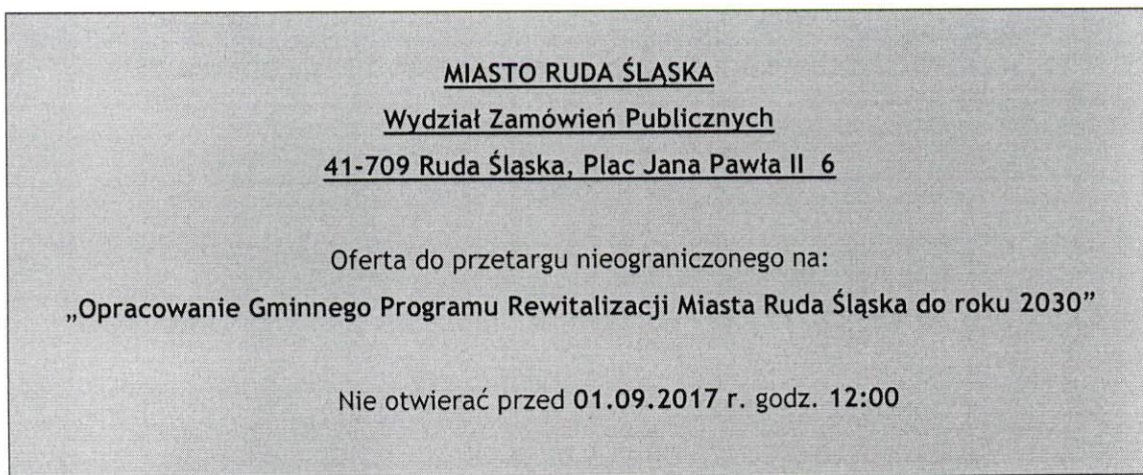 MIASTO RUDA ŚLĄSKA
Wydział Zamówień Publicznych
41-709 Ruda Śląska, Plac Jana Pawła II 6
Oferta do przetargu nieograniczonego na:
„Opracowanie Gminnego Programu Rewitalizacji Miasta Ruda Śląska do roku 2030”
Nie otwierać przed 01.09.2017 r. godz. 12:00